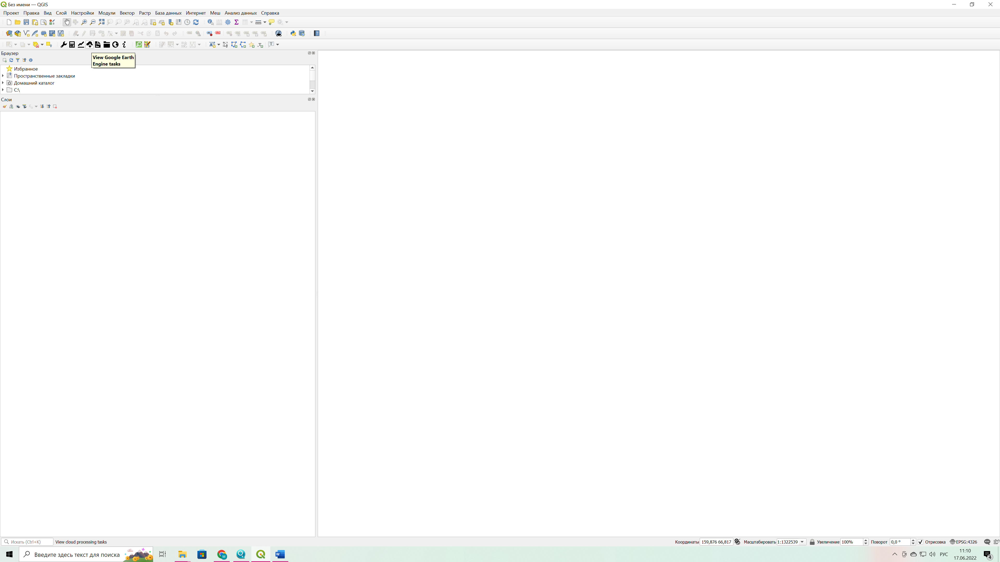 Без имени — QGIS
Проект Правка Вид Слой Настройки Модули Вектор Растр База данных Интернет Меш Анализ данных Справка
Браузер
View Google Earth
Engine tasks
Избранное
Пространственные закладки
Домашний каталог
C:\
Слои
Искать (Ctrl+K) View cloud processing tasks Координаты 159,876 66,817 Масштабировать 1:1322539 Увеличение 100% Поворот 0,0 ° Отрисовка EPSG:4326
Введите здесь текст для поиска
РУС
11:10
17.06.2022
4